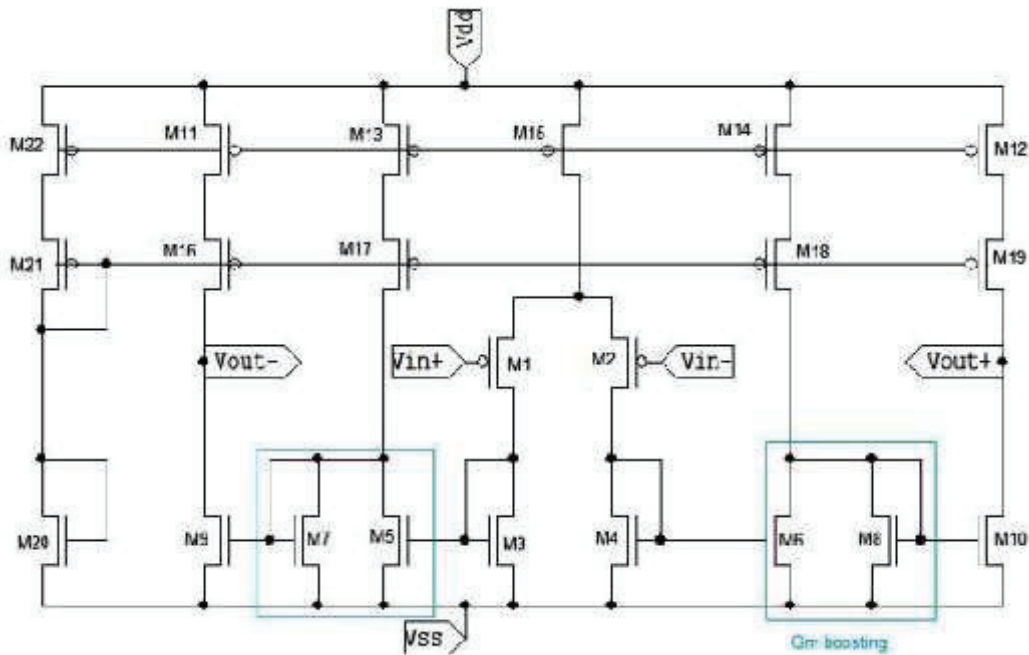 Vdd
M22
M11
M13
M15
M14
M12
M21
M16
M17
M18
M19
Vout-
Vin+
M1
M2
Vin-
Vout+
M20
M9
M7
M5
M3
M4
M6
M8
M10
Vss
Gm boosting